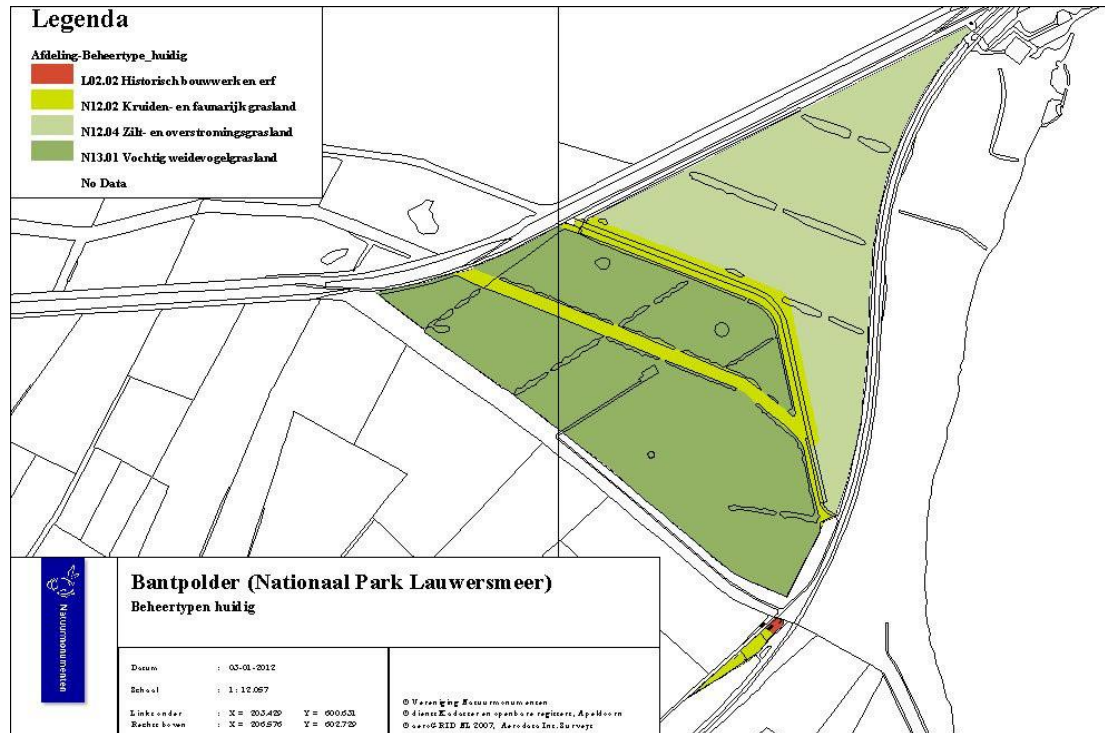 Legenda
Afdeling-Beheertype_huidig
L02.02 Historisch bouwwerk en erf
N12.02 Kruiden- en faunarijk grasland
N12.04 Zilt- en overstromingsgrasland
N13.01 Vochtig weidevogelgrasland
No Data
Natuurmonumenten
Bantpolder (Nationaal Park Lauwersmeer)
Beheertypen huidig
Datum : 03-01-2012
Schaal : 1: 12.057
Links onder : X = 203.429 Y = 600.631
Rechts boven : X = 206.576 Y = 602.729
© Vereniging Natuurmonumenten
© dienst Kadaster en openbare registers, Apeldoorn
© aeroGRID NL 2007, Aerodata Int. Surveys